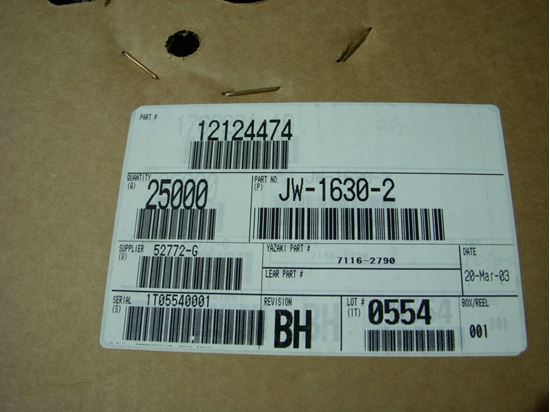 PART #
12124474
QUANTITY
(Q)
25000
PART NO.
(P)
JW-1630-2
SUPPLIER
(V)
52772-G
YAZAKI PART #
7116-2790
LEAR PART #
DATE
20-Mar-03
SERIAL
(S)
1T05540001
REVISION
BH
LOT #
(1T)
0554
BOX/REEL
001